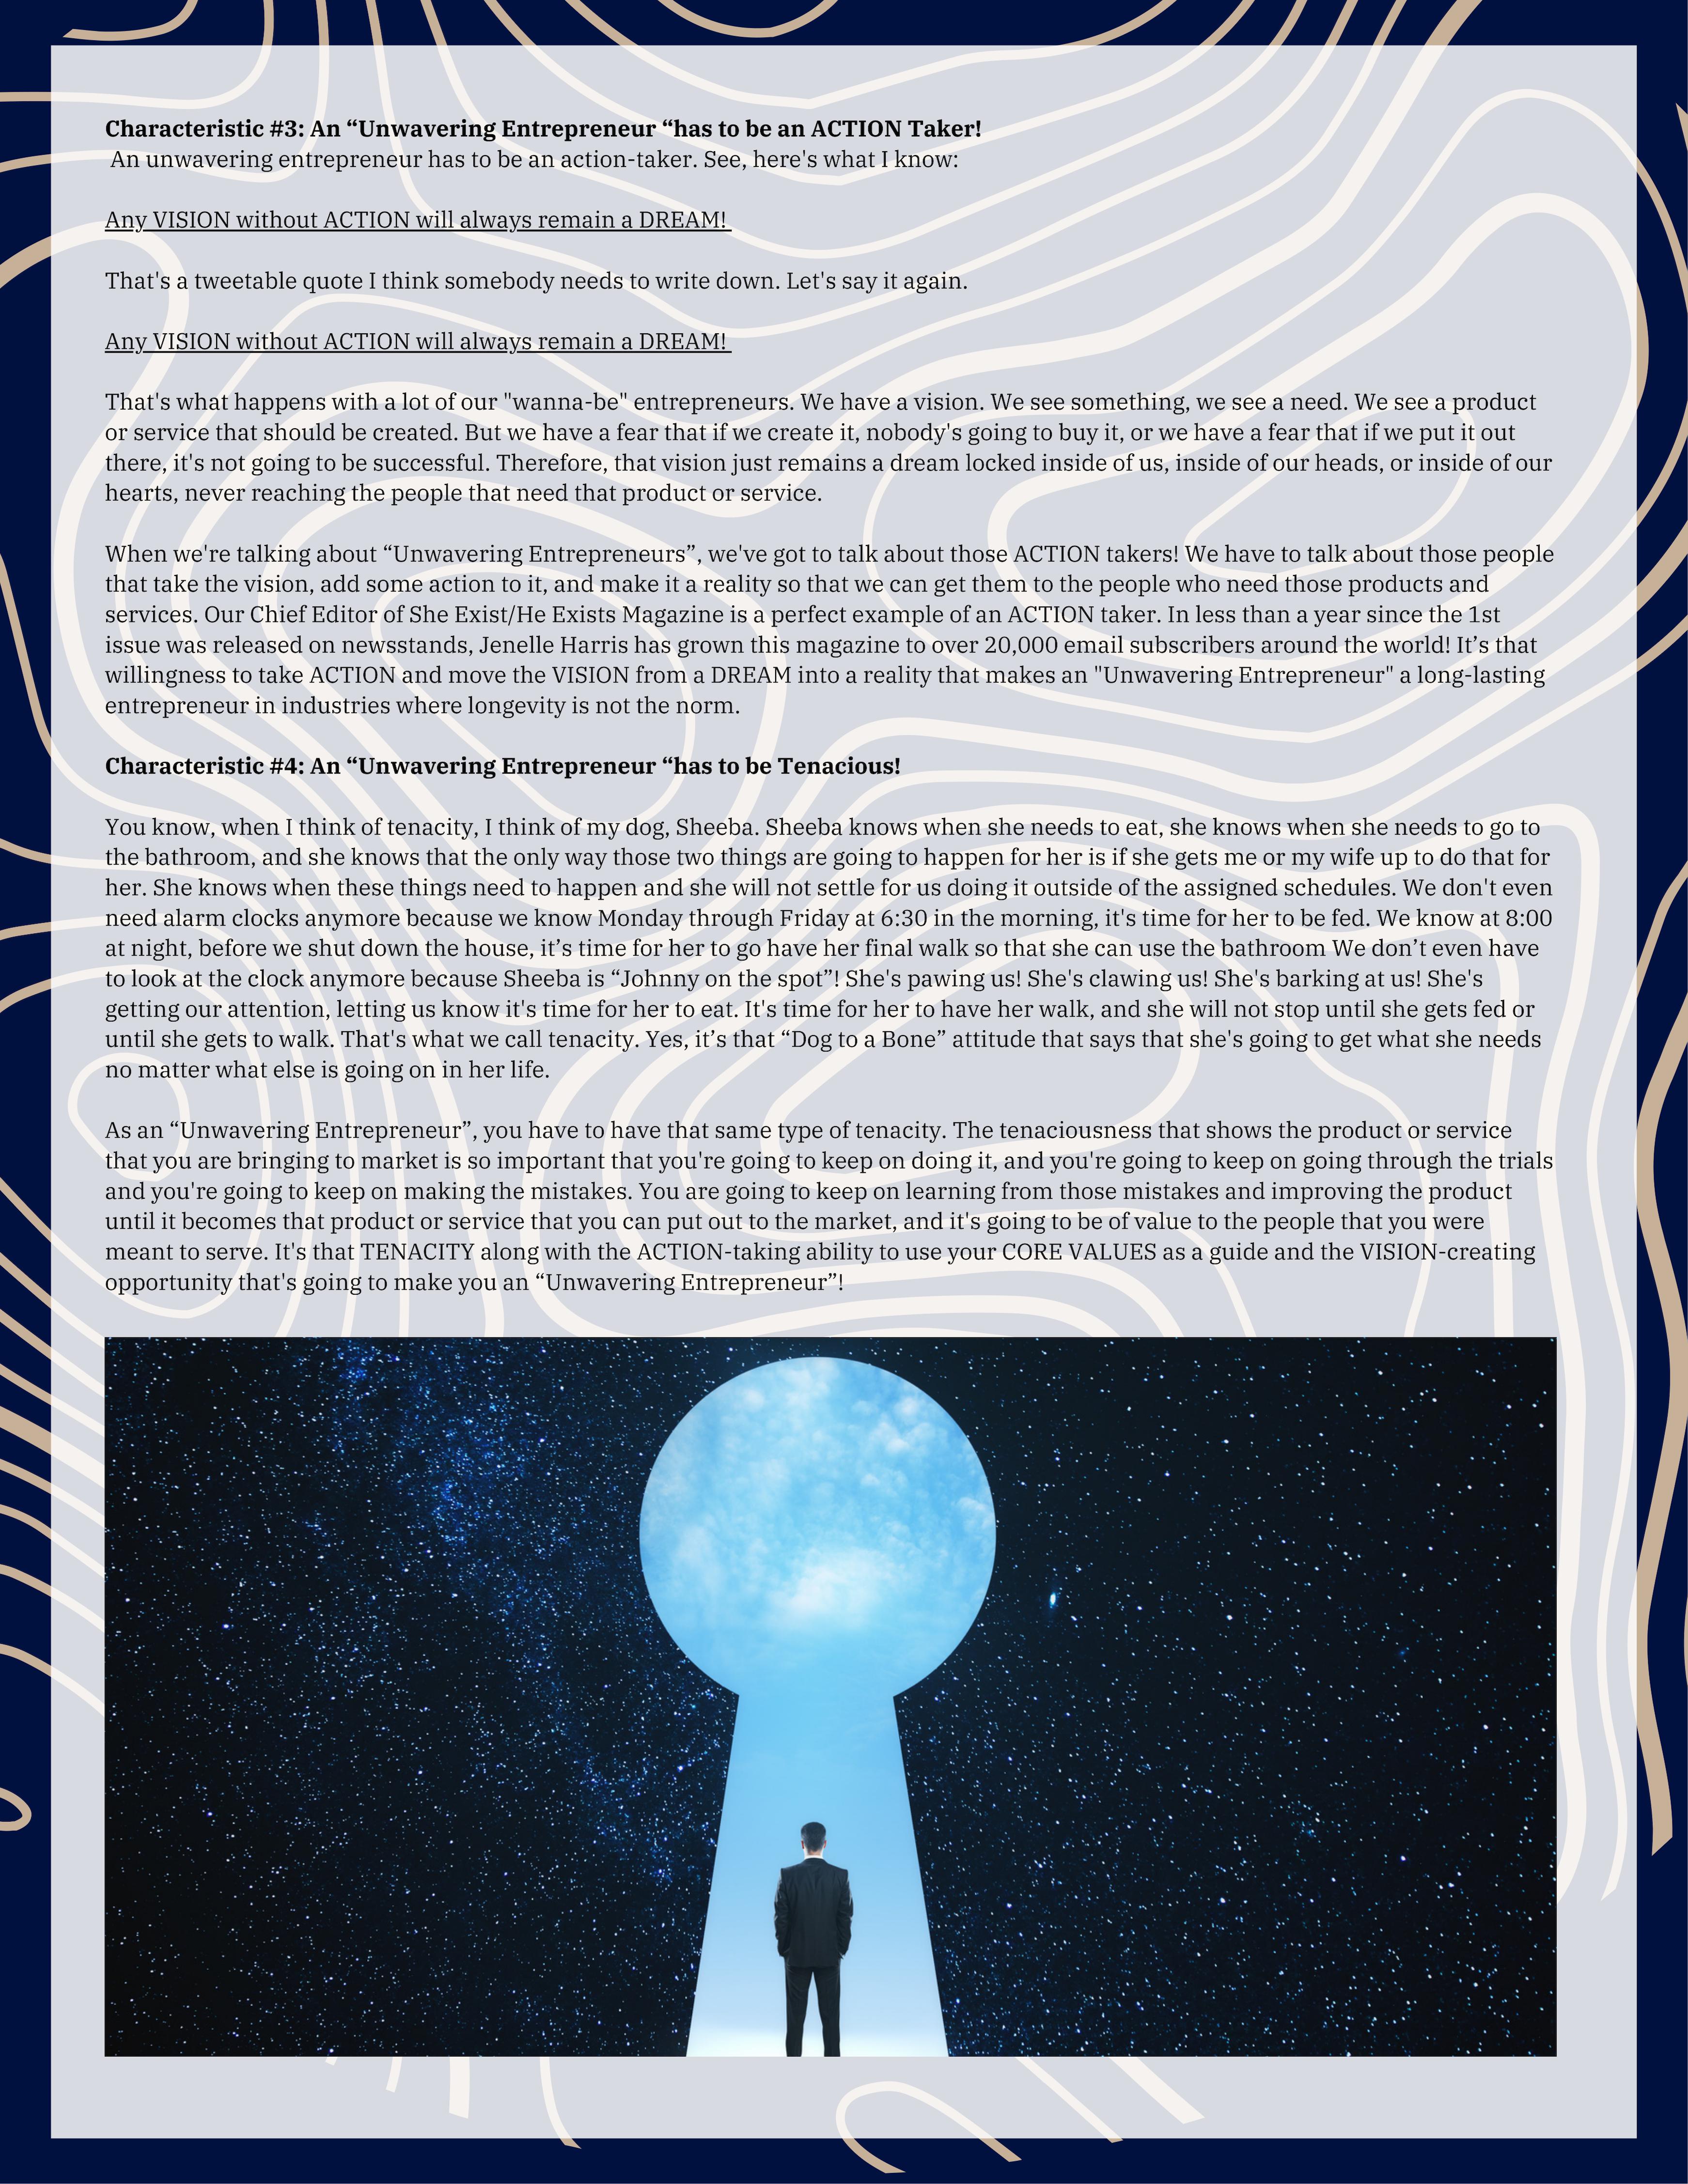 Characteristic #3: An “Unwavering Entrepreneur “has to be an ACTION Taker!
An unwavering entrepreneur has to be an action-taker. See, here's what I know:
Any VISION without ACTION will always remain a DREAM!
That's a tweetable quote I think somebody needs to write down. Let's say it again.
Any VISION without ACTION will always remain a DREAM!
That's what happens with a lot of our "wanna-be" entrepreneurs. We have a vision. We see something, we see a need. We see a product
or service that should be created. But we have a fear that if we create it, nobody's going to buy it, or we have a fear that if we put it out
there, it's not going to be successful. Therefore, that vision just remains a dream locked inside of us, inside of our heads, or inside of our
hearts, never reaching the people that need that product or service.
When we're talking about “Unwavering Entrepreneurs”, we've got to talk about those ACTION takers! We have to talk about those people
that take the vision, add some action to it, and make it a reality so that we can get them to the people who need those products and
services. Our Chief Editor of She Exist/He Exists Magazine is a perfect example of an ACTION taker. In less than a year since the 1st
issue was released on newsstands, Jenelle Harris has grown this magazine to over 20,000 email subscribers around the world! It’s that
willingness to take ACTION and move the VISION from a DREAM into a reality that makes an "Unwavering Entrepreneur" a long-lasting
entrepreneur in industries where longevity is not the norm.
Characteristic #4: An “Unwavering Entrepreneur “has to be Tenacious!
You know, when I think of tenacity, I think of my dog, Sheeba. Sheeba knows when she needs to eat, she knows when she needs to go to
the bathroom, and she knows that the only way those two things are going to happen for her is if she gets me or my wife up to do that for
her. She knows when these things need to happen and she will not settle for us doing it outside of the assigned schedules. We don't even
need alarm clocks anymore because we know Monday through Friday at 6:30 in the morning, it's time for her to be fed. We know at 8:00
at night, before we shut down the house, it’s time for her to go have her final walk so that she can use the bathroom We don’t even have
to look at the clock anymore because Sheeba is “Johnny on the spot”! She's pawing us! She's clawing us! She's barking at us! She's
getting our attention, letting us know it's time for her to eat. It's time for her to have her walk, and she will not stop until she gets fed or
until she gets to walk. That's what we call tenacity. Yes, it’s that “Dog to a Bone” attitude that says that she's going to get what she needs
no matter what else is going on in her life.
As an “Unwavering Entrepreneur”, you have to have that same type of tenacity. The tenaciousness that shows the product or service
that you are bringing to market is so important that you're going to keep on doing it, and you're going to keep on going through the trials
and you're going to keep on making the mistakes. You are going to keep on learning from those mistakes and improving the product
until it becomes that product or service that you can put out to the market, and it's going to be of value to the people that you were
meant to serve. It's that TENACITY along with the ACTION-taking ability to use your CORE VALUES as a guide and the VISION-creating
opportunity that's going to make you an “Unwavering Entrepreneur”!